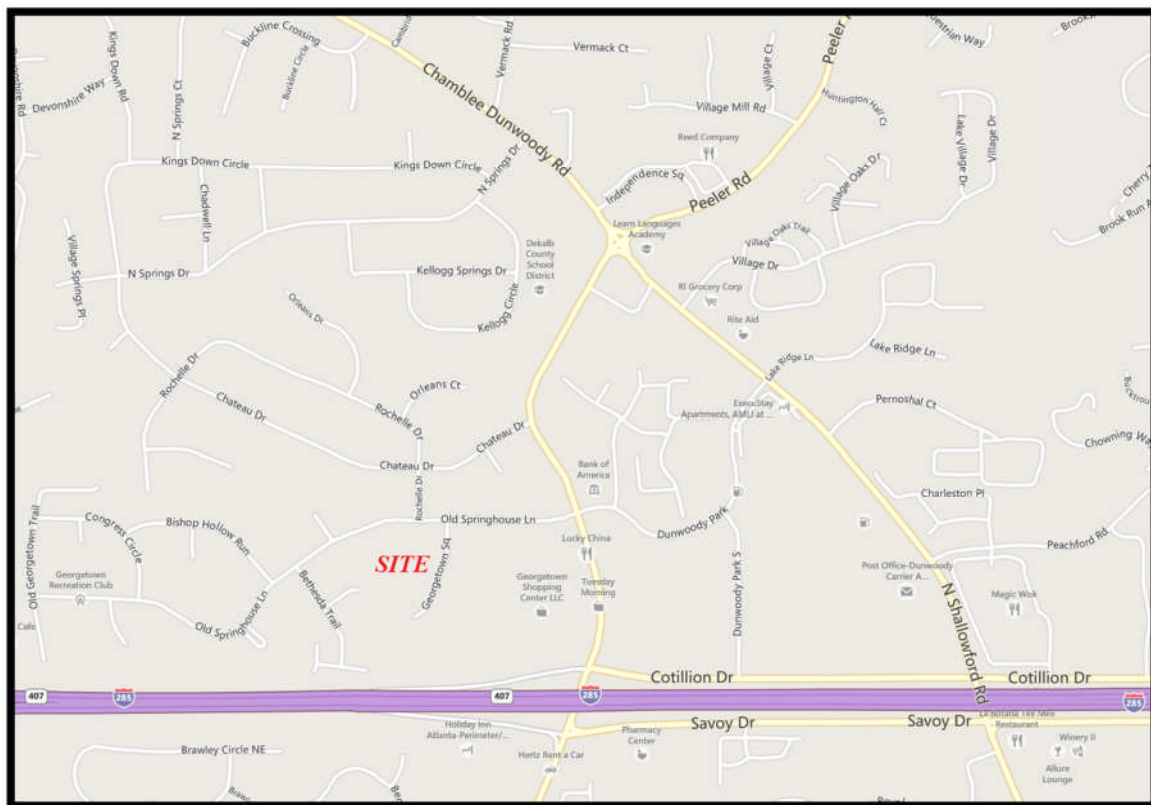 Kings Down Rd
N Springs Ct
Buckline Crossing
Buckline Circle
Vermack Rd
Vermack Ct
Village Ct
Devonshire Way
Chamblee Dunwoody Rd
Village Mill Rd
Huntington Hall Ct
Lake Village Dr
Village Dr
Reed Company
Kings Down Circle
Kings Down Circle
N Springs Dr
Independence Sq
Peeler Rd
Chadwell Ln
Village Oaks Dr
Village Springs Pl
Learn Languages
Academy
Village Oaks Trail
Dekalb
County
School
District
N Springs Dr
Kellogg Springs Dr
Village Dr
RI Grocery Corp
Orleans Dr
Kellogg Circle
Rite Aid
Lake Ridge Ln
Lake Ridge Ln
Rochelle Dr
Orleans Ct
ExecuStay
Apartments, AMLI at ...
Pernoshal Ct
Chateau Dr
Rochelle Dr
Chateau Dr
Chowning Way
Chateau Dr
Bank of
America
Rochelle Dr
Charleston Pl
Old Georgetown Trail
Congress Circle
Bishop Hollow Run
Old Springhouse Ln
Dunwoody Park
Peachford Rd
Lucky China
SITE
Georgetown Sq
Georgetown
Recreation Club
Bethesda Trail
Georgetown
Shopping
Center LLC
Tuesday
Morning
Dunwoody Park S
Post Office-Dunwoody
Carrier A...
Magic Wok
Cafe
Old Springhouse Ln
N Shallowford Rd
Cotillion Dr
Cotillion Dr
407
285
407
285
285
Holiday Inn
Atlanta-Perimeter/...
Pharmacy
Center
Savoy Dr
Savoy Dr
Restaurant
Brawley Circle NE
Hertz Rent a Car
Winery II
Allure
Lounge